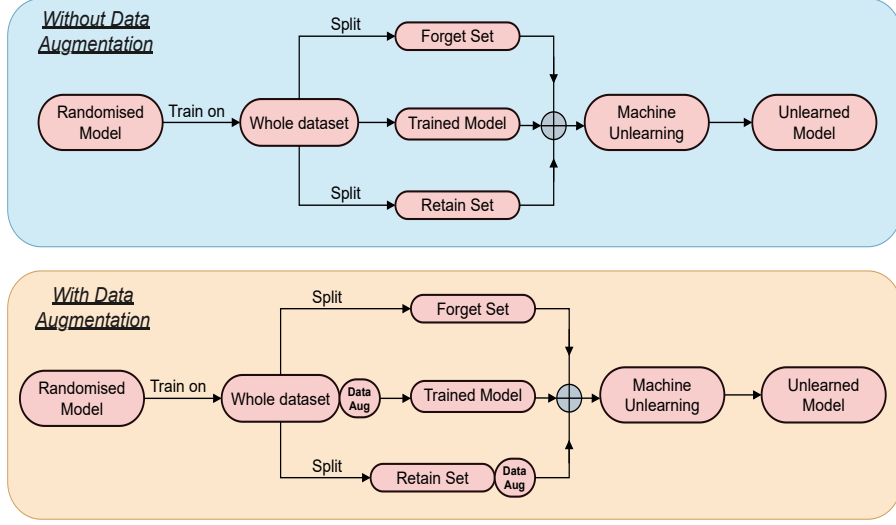 Without Data
Augmentation
Split
Forget Set
Randomised
Model
Train on
Whole dataset
Trained Model
Machine
Unlearning
Unlearned
Model
Split
Retain Set
With Data
Augmentation
Split
Forget Set
Randomised
Model
Train on
Whole dataset
Data
Aug
Trained Model
Machine
Unlearning
Unlearned
Model
Split
Retain Set
Data
Aug